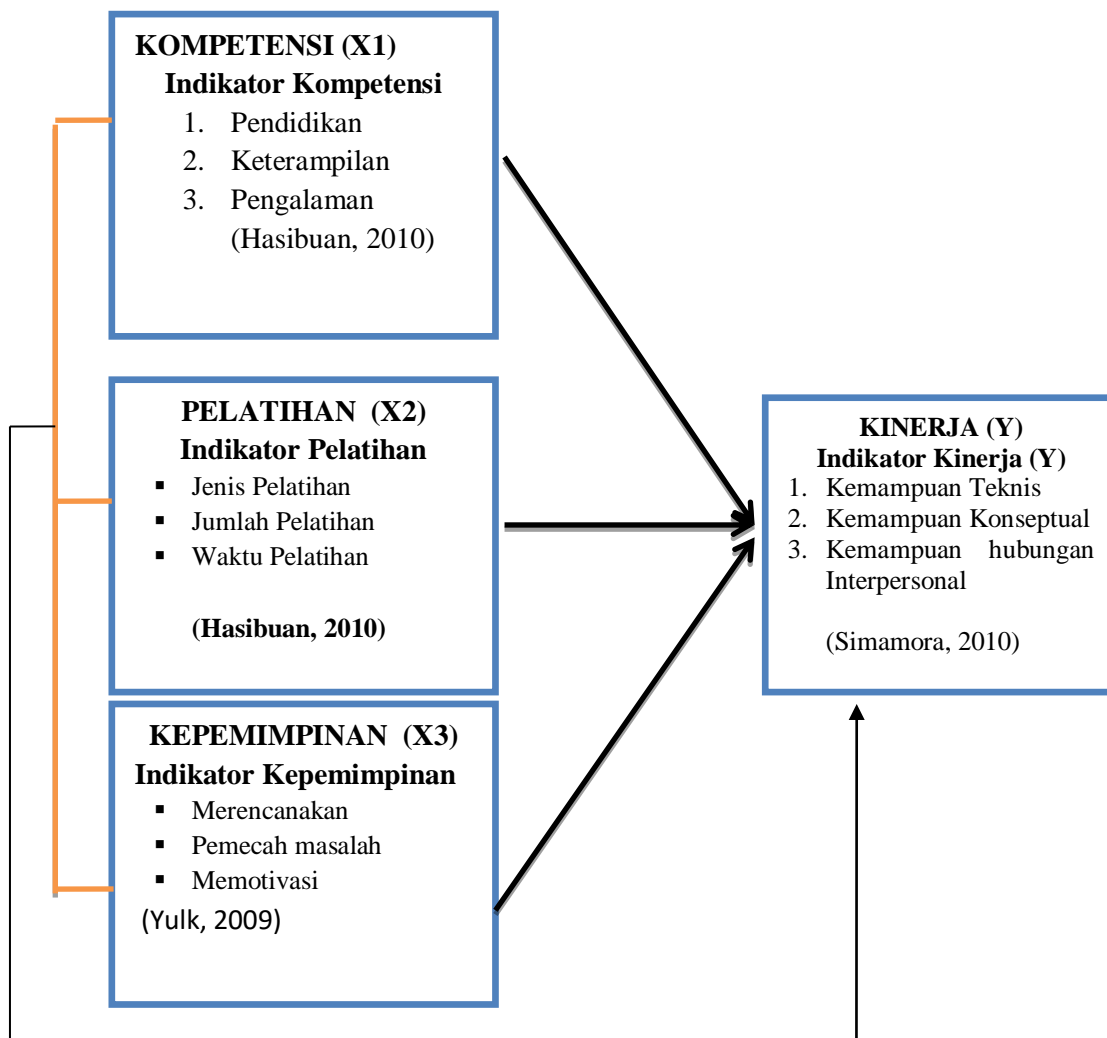 KOMPETENSI (X1)
Indikator Kompetensi
1. Pendidikan
2. Keterampilan
3. Pengalaman
(Hasibuan, 2010)
PELATIHAN (X2)
Indikator Pelatihan
▪ Jenis Pelatihan
▪ Jumlah Pelatihan
▪ Waktu Pelatihan
(Hasibuan, 2010)
KEPEMIMPINAN (X3)
Indikator Kepemimpinan
▪ Merencanakan
▪ Pemecah masalah
▪ Memotivasi
(Yulk, 2009)
KINERJA (Y)
Indikator Kinerja (Y)
1. Kemampuan Teknis
2. Kemampuan Konseptual
3. Kemampuan hubungan
Interpersonal
(Simamora, 2010)